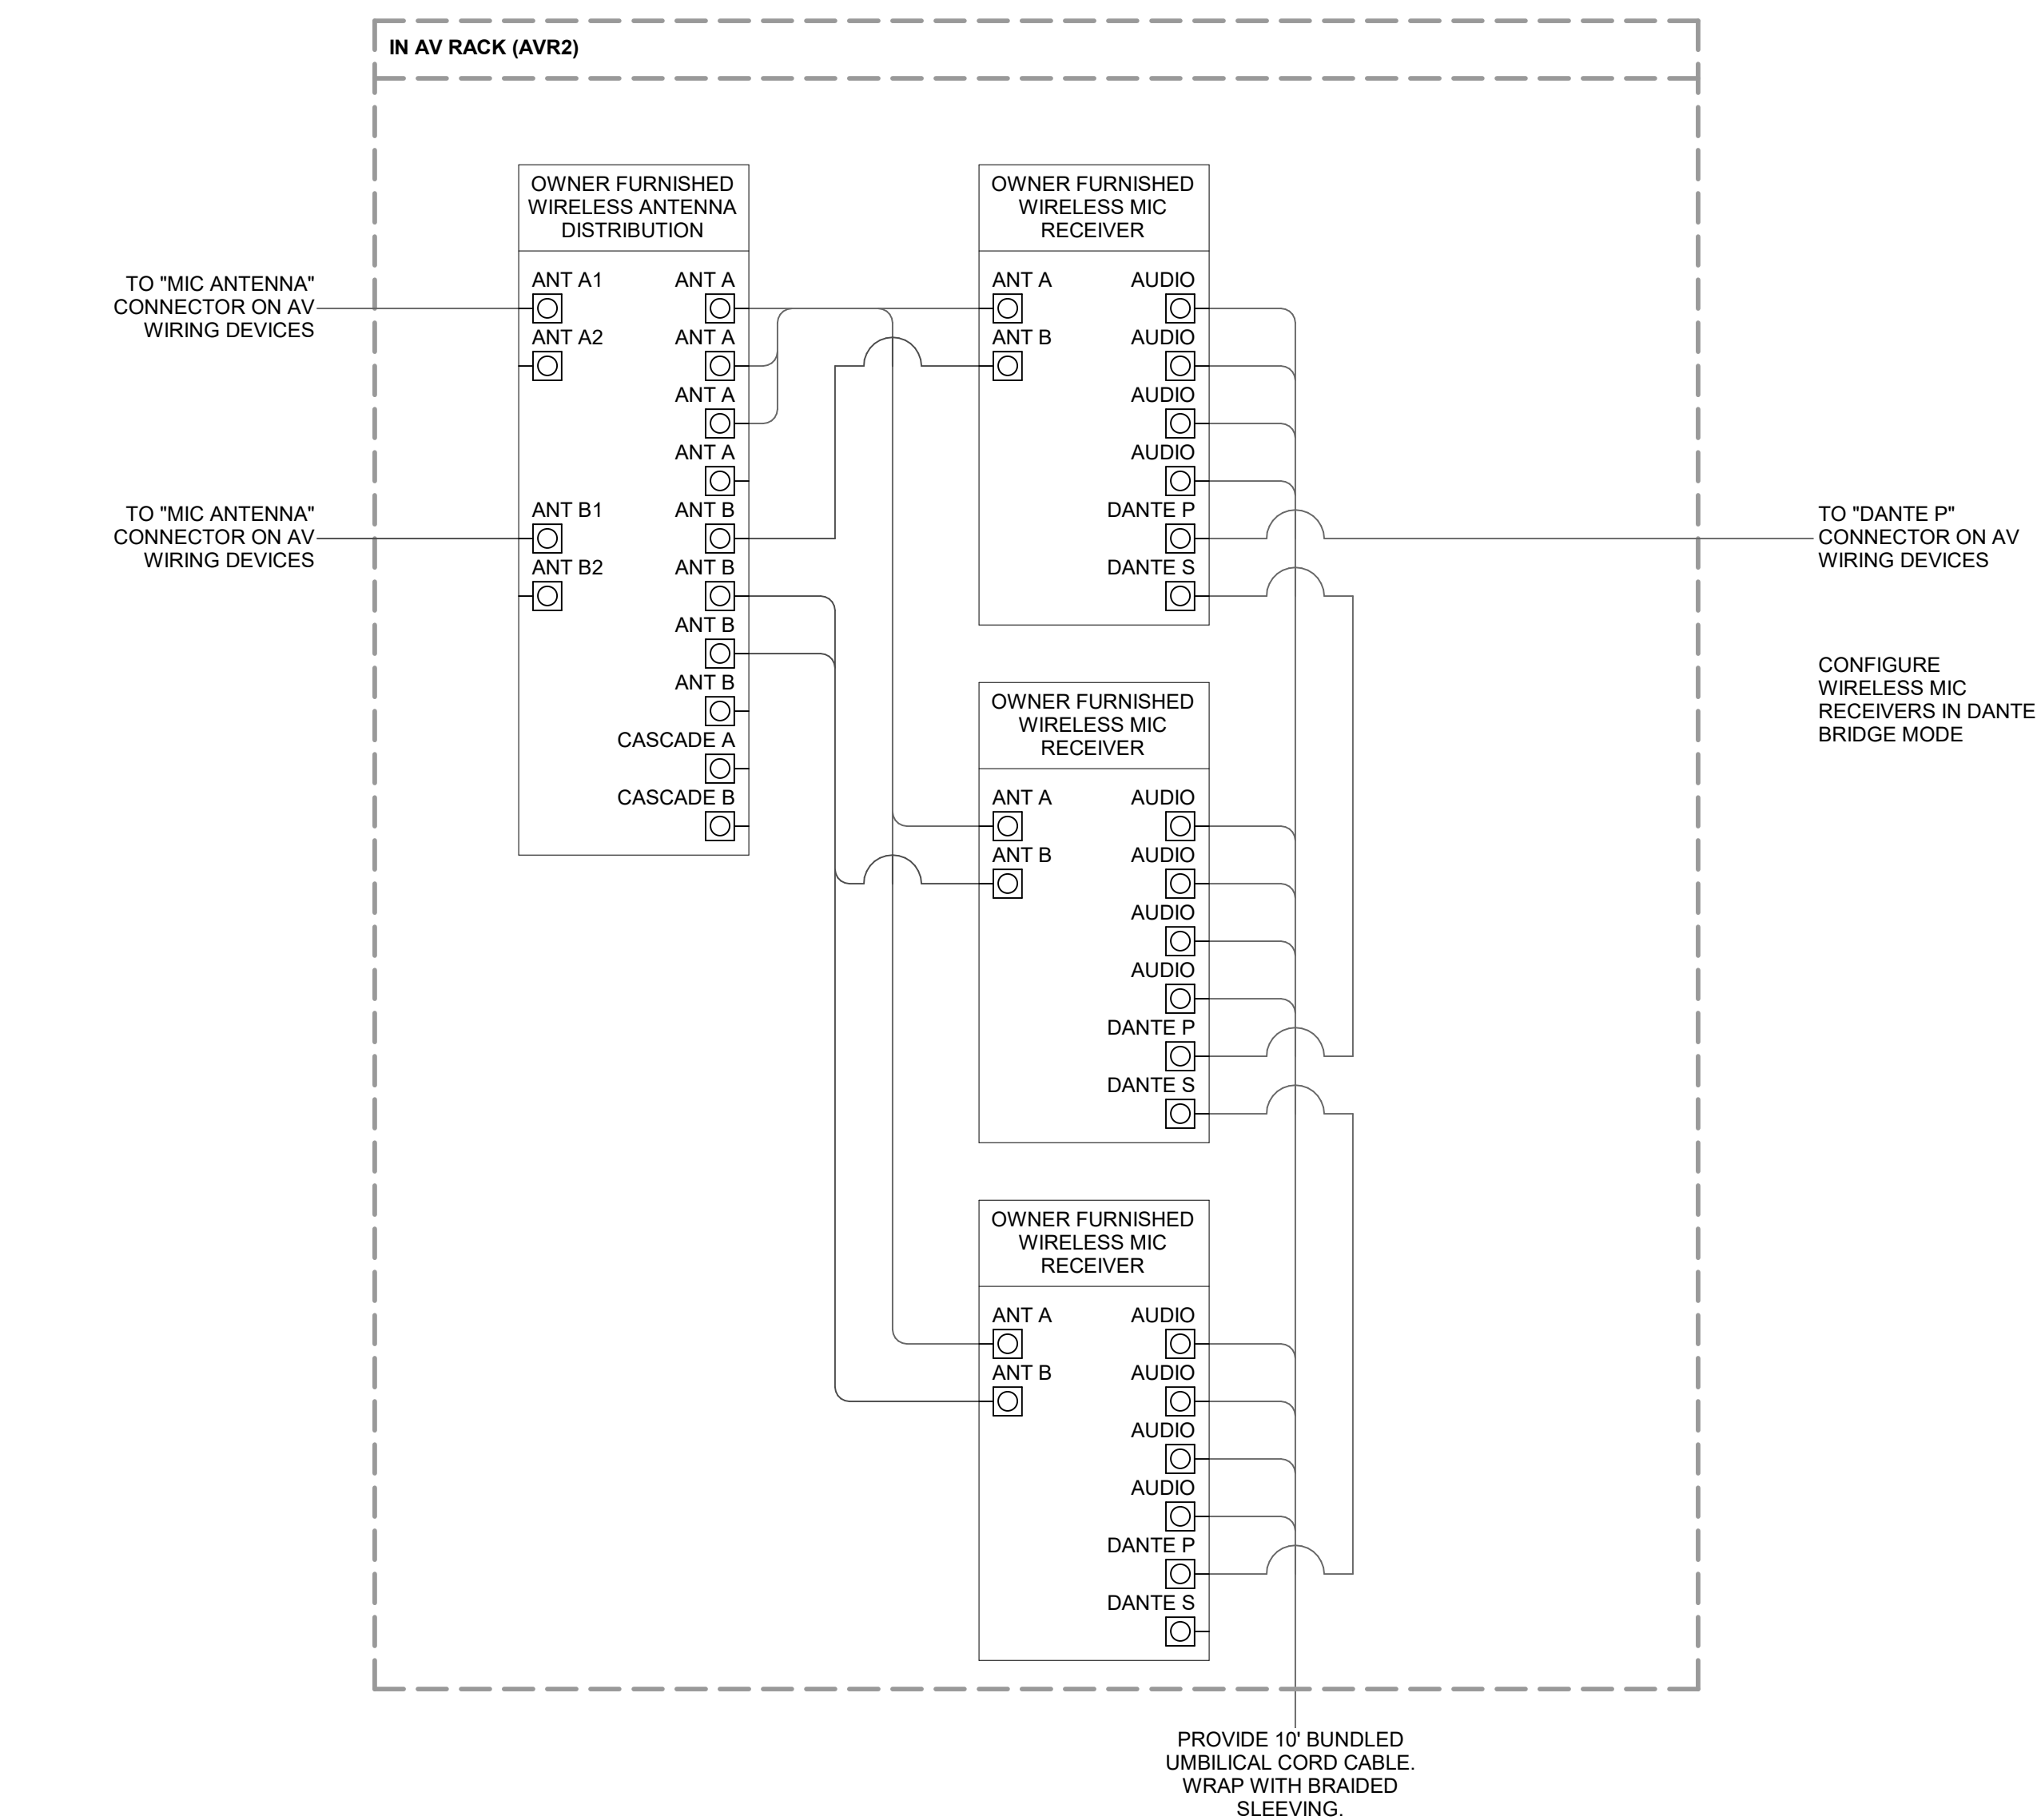 IN AV RACK (AVR2)
OWNER FURNISHED
WIRELESS ANTENNA
DISTRIBUTION
TO "MIC ANTENNA"
CONNECTOR ON AV
WIRING DEVICES
TO "MIC ANTENNA"
CONNECTOR ON AV
WIRING DEVICES
ANT A1
ANT A2
ANT B1
ANT B2
ANT A
ANT A
ANT A
ANT A
ANT B
ANT B
ANT B
ANT B
CASCADE A
CASCADE B
OWNER FURNISHED
WIRELESS MIC
RECEIVER
ANT A
ANT B
AUDIO
AUDIO
AUDIO
AUDIO
DANTE P
DANTE S
OWNER FURNISHED
WIRELESS MIC
RECEIVER
ANT A
ANT B
AUDIO
AUDIO
AUDIO
AUDIO
DANTE P
DANTE S
OWNER FURNISHED
WIRELESS MIC
RECEIVER
ANT A
ANT B
AUDIO
AUDIO
AUDIO
AUDIO
DANTE P
DANTE S
TO "DANTE P"
CONNECTOR ON AV
WIRING DEVICES
CONFIGURE
WIRELESS MIC
RECEIVERS IN DANTE
BRIDGE MODE
PROVIDE 10' BUNDLED
UMBILICAL CORD CABLE.
WRAP WITH BRAIDED
SLEEVING.